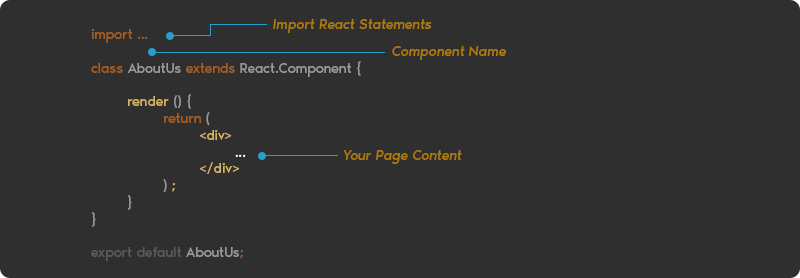 import ... Import React Statements
Component Name
class AboutUs extends React.Component {
render () {
return (
<div>
... Your Page Content
</div>
) ;
}
}
export default AboutUs;